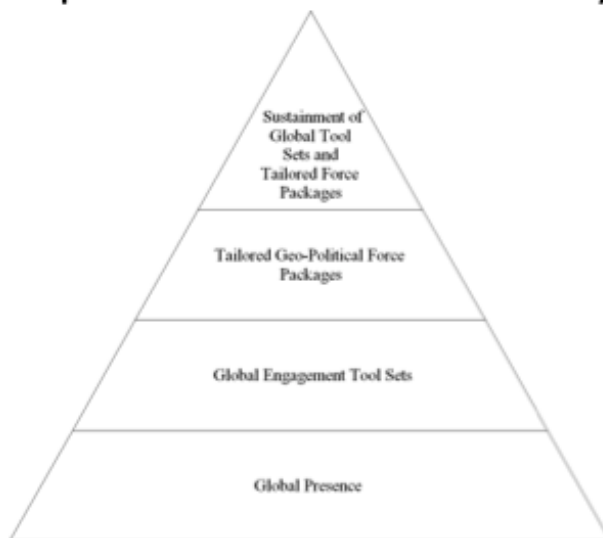 Sustainment of
Global Tool
Sets and
Tailored Force
Packages
Tailored Geo-Political Force
Packages
Global Engagement Tool Sets
Global Presence